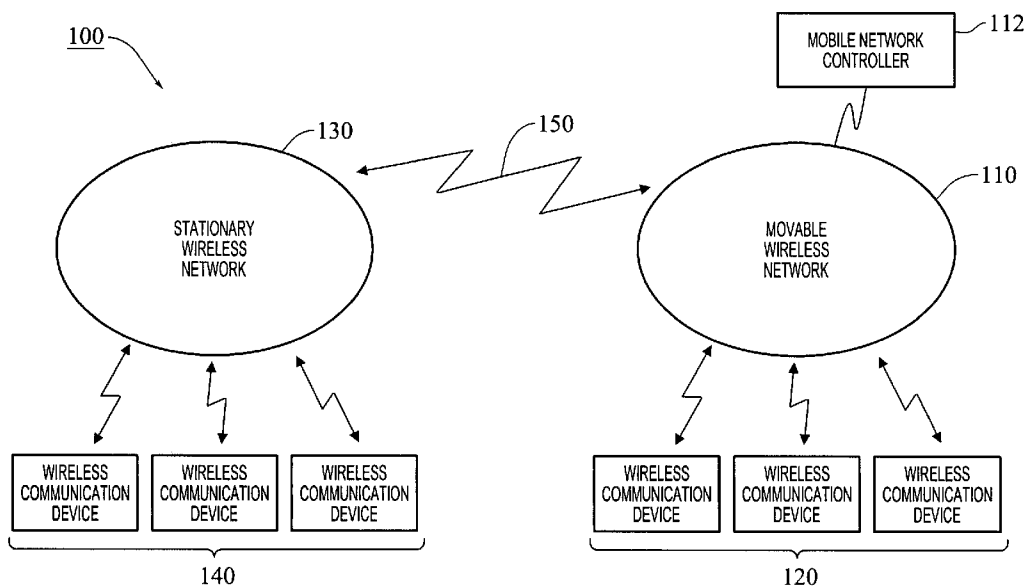 100
MOBILE NETWORK
CONTROLLER
112
130
150
110
STATIONARY
WIRELESS
NETWORK
MOVABLE
WIRELESS
NETWORK
WIRELESS
COMMUNICATION
DEVICE
WIRELESS
COMMUNICATION
DEVICE
WIRELESS
COMMUNICATION
DEVICE
WIRELESS
COMMUNICATION
DEVICE
WIRELESS
COMMUNICATION
DEVICE
WIRELESS
COMMUNICATION
DEVICE
140
120